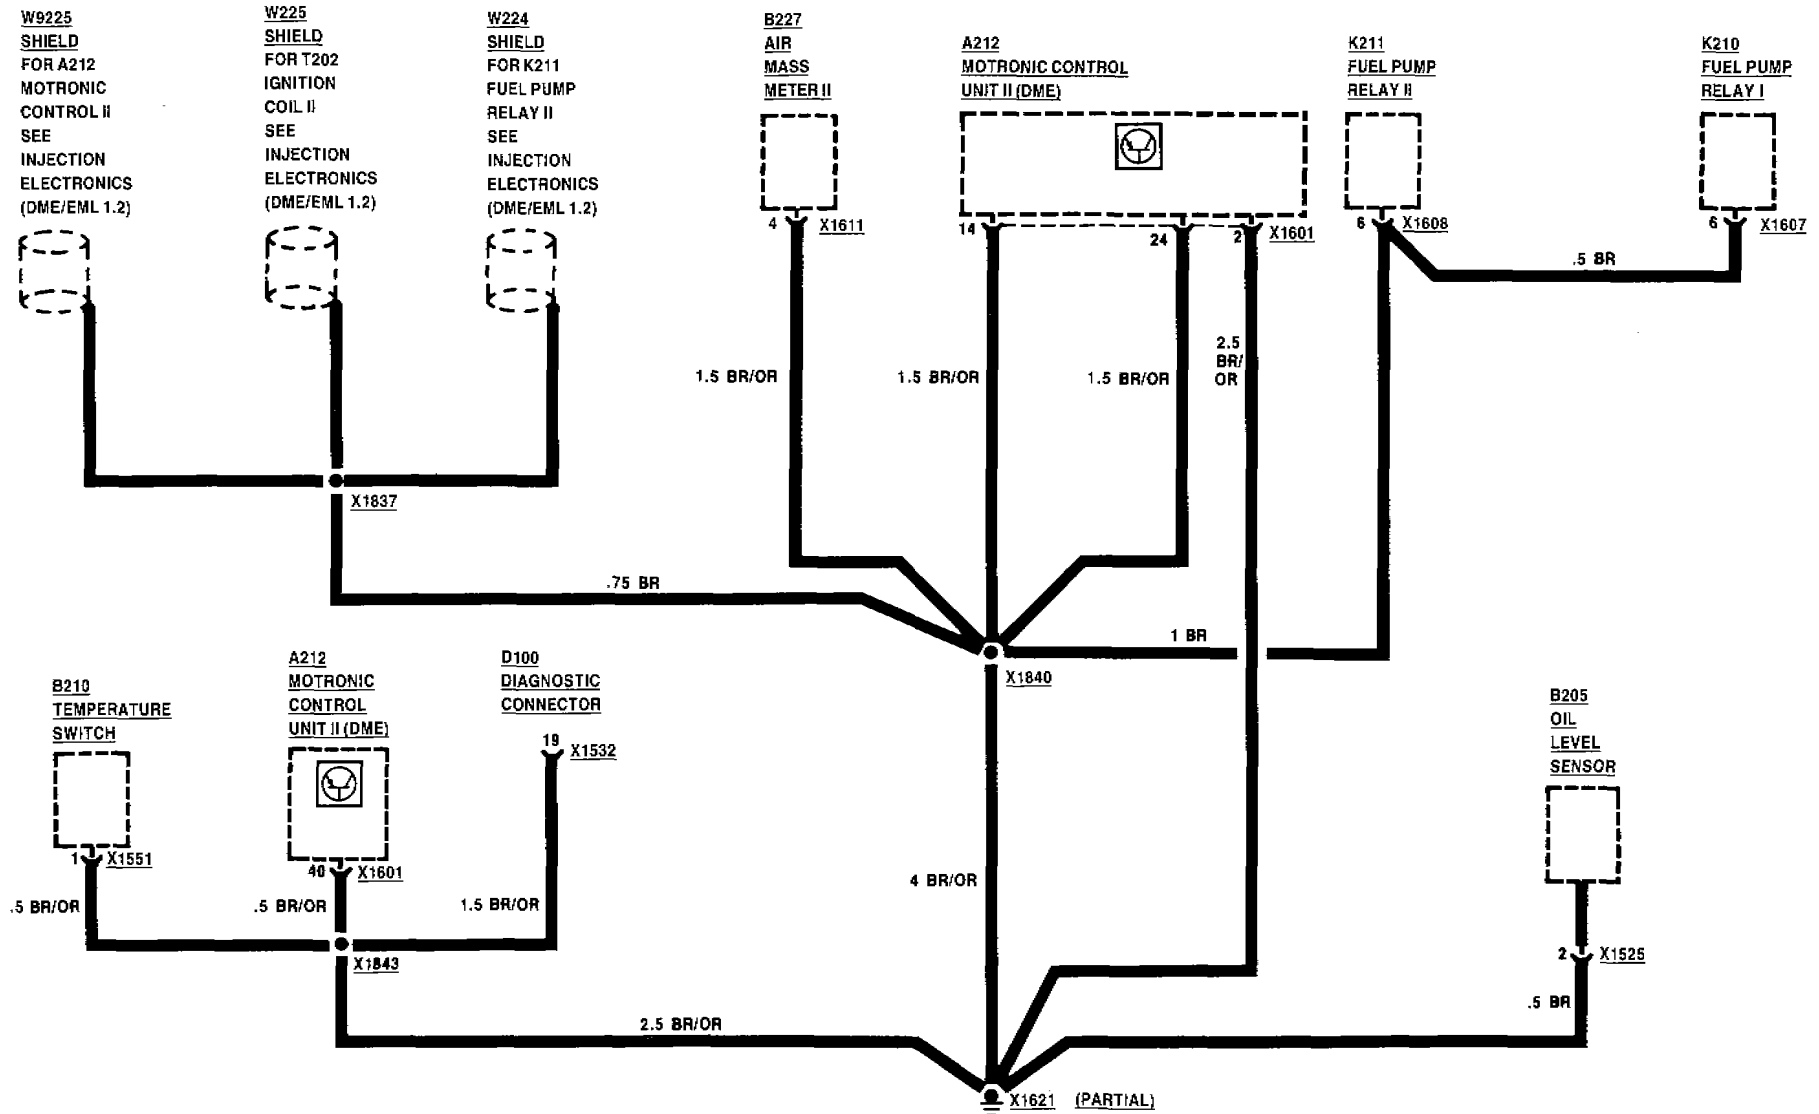 W9225
SHIELD
FOR A212
MOTRONIC
CONTROL II
SEE
INJECTION
ELECTRONICS
(DME/EML 1.2)
W225
SHIELD
FOR T202
IGNITION
COIL II
SEE
INJECTION
ELECTRONICS
(DME/EML 1.2)
W224
SHIELD
FOR K211
FUEL PUMP
RELAY II
SEE
INJECTION
ELECTRONICS
(DME/EML 1.2)
B227
AIR
MASS
METER II
A212
MOTRONIC CONTROL
UNIT II (DME)
K211
FUEL PUMP
RELAY II
K210
FUEL PUMP
RELAY I
4 X1611
14
24
2 X1601
6 X1608
6 X1607
.5 BR
1.5 BR/OR
1.5 BR/OR
1.5 BR/OR
2.5
BR/
OR
X1837
.75 BR
1 BR
X1840
B210
TEMPERATURE
SWITCH
A212
MOTRONIC
CONTROL
UNIT II (DME)
D100
DIAGNOSTIC
CONNECTOR
B205
OIL
LEVEL
SENSOR
19 X1532
1 X1551
40 X1601
.5 BR/OR
.5 BR/OR
1.5 BR/OR
4 BR/OR
X1843
2 X1525
.5 BR
2.5 BR/OR
X1621 (PARTIAL)